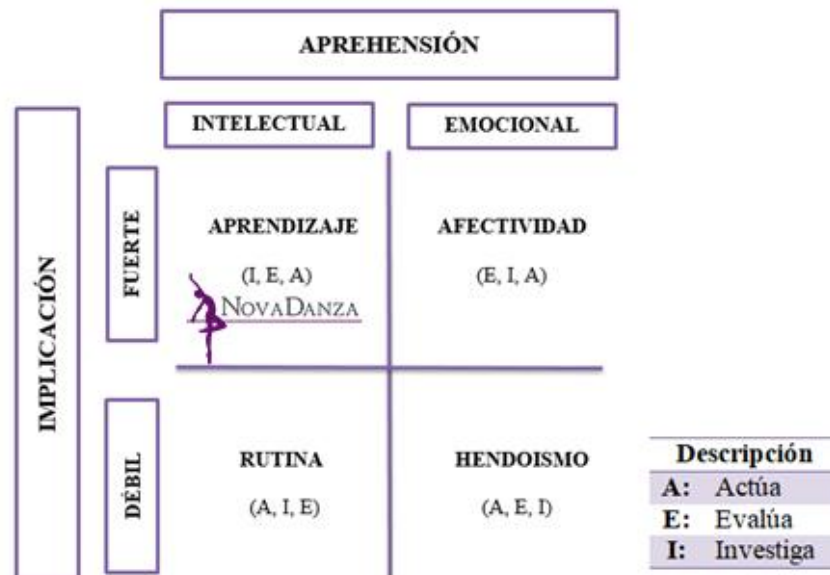 APREHENSIÓN
INTELECTUAL
EMOCIONAL
IMPLICACIÓN
FUERTE
APRENDIZAJE
(I, E, A)
NOVADANZA
AFECTIVIDAD
(E, I, A)
DÉBIL
RUTINA
(A, I, E)
HENDOISMO
(A, E, I)
Descripción
A: Actúa
E: Evalúa
I: Investiga